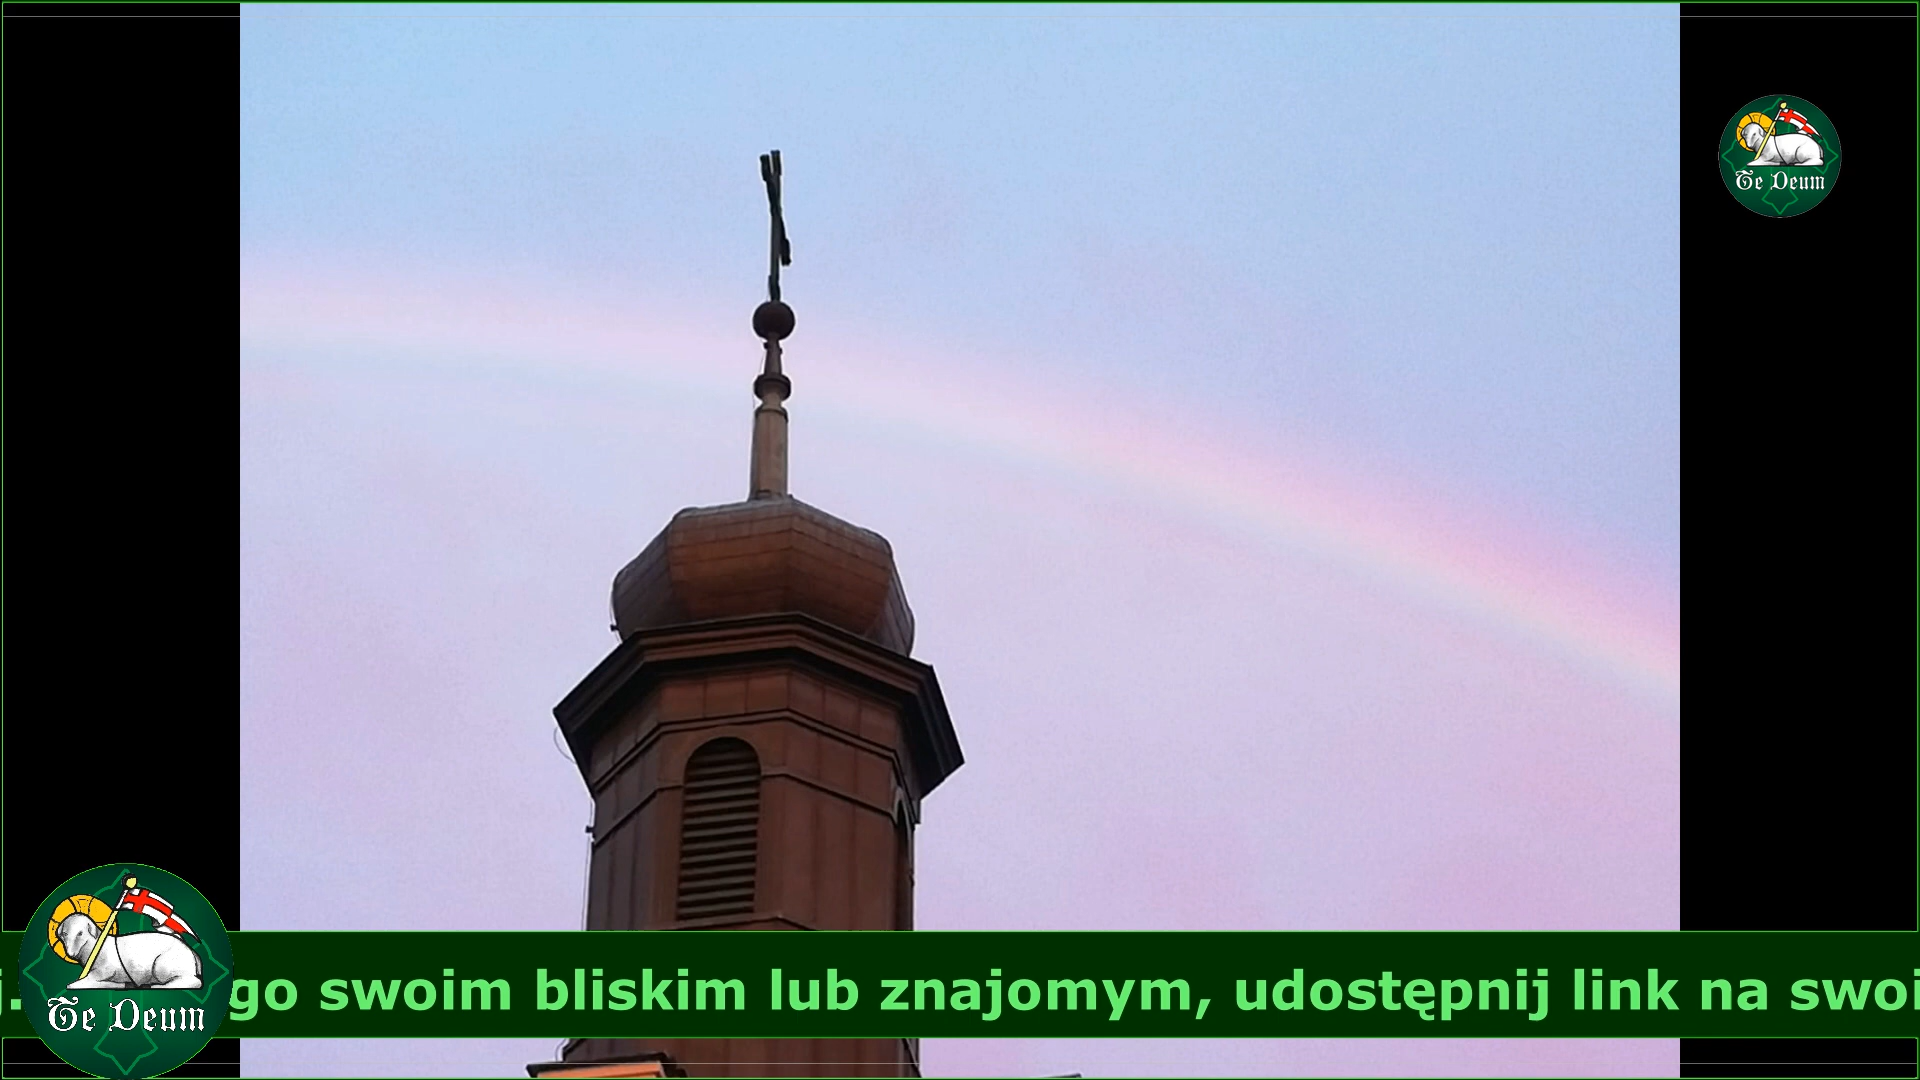 Te Deum
go swoim bliskim lub znajomym, udostępnij link na swoi
Te Deum